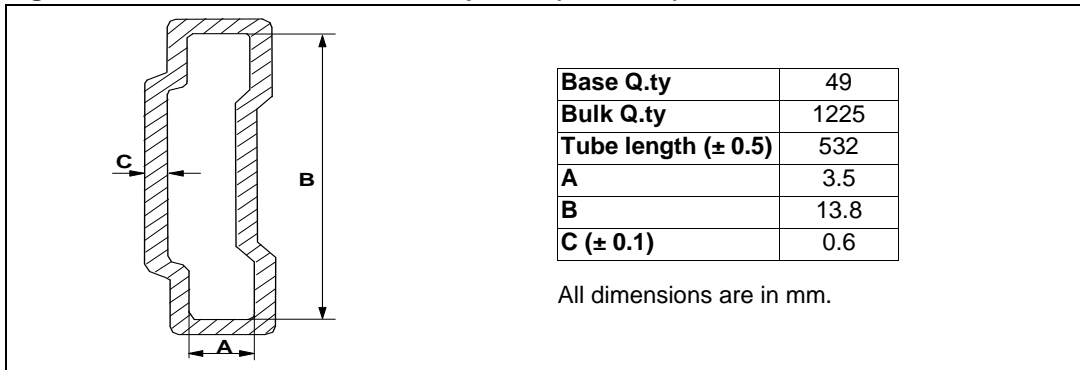 C
B
A
Base Q.ty 49
Bulk Q.ty 1225
Tube length (± 0.5) 532
A 3.5
B 13.8
C (± 0.1) 0.6
All dimensions are in mm.